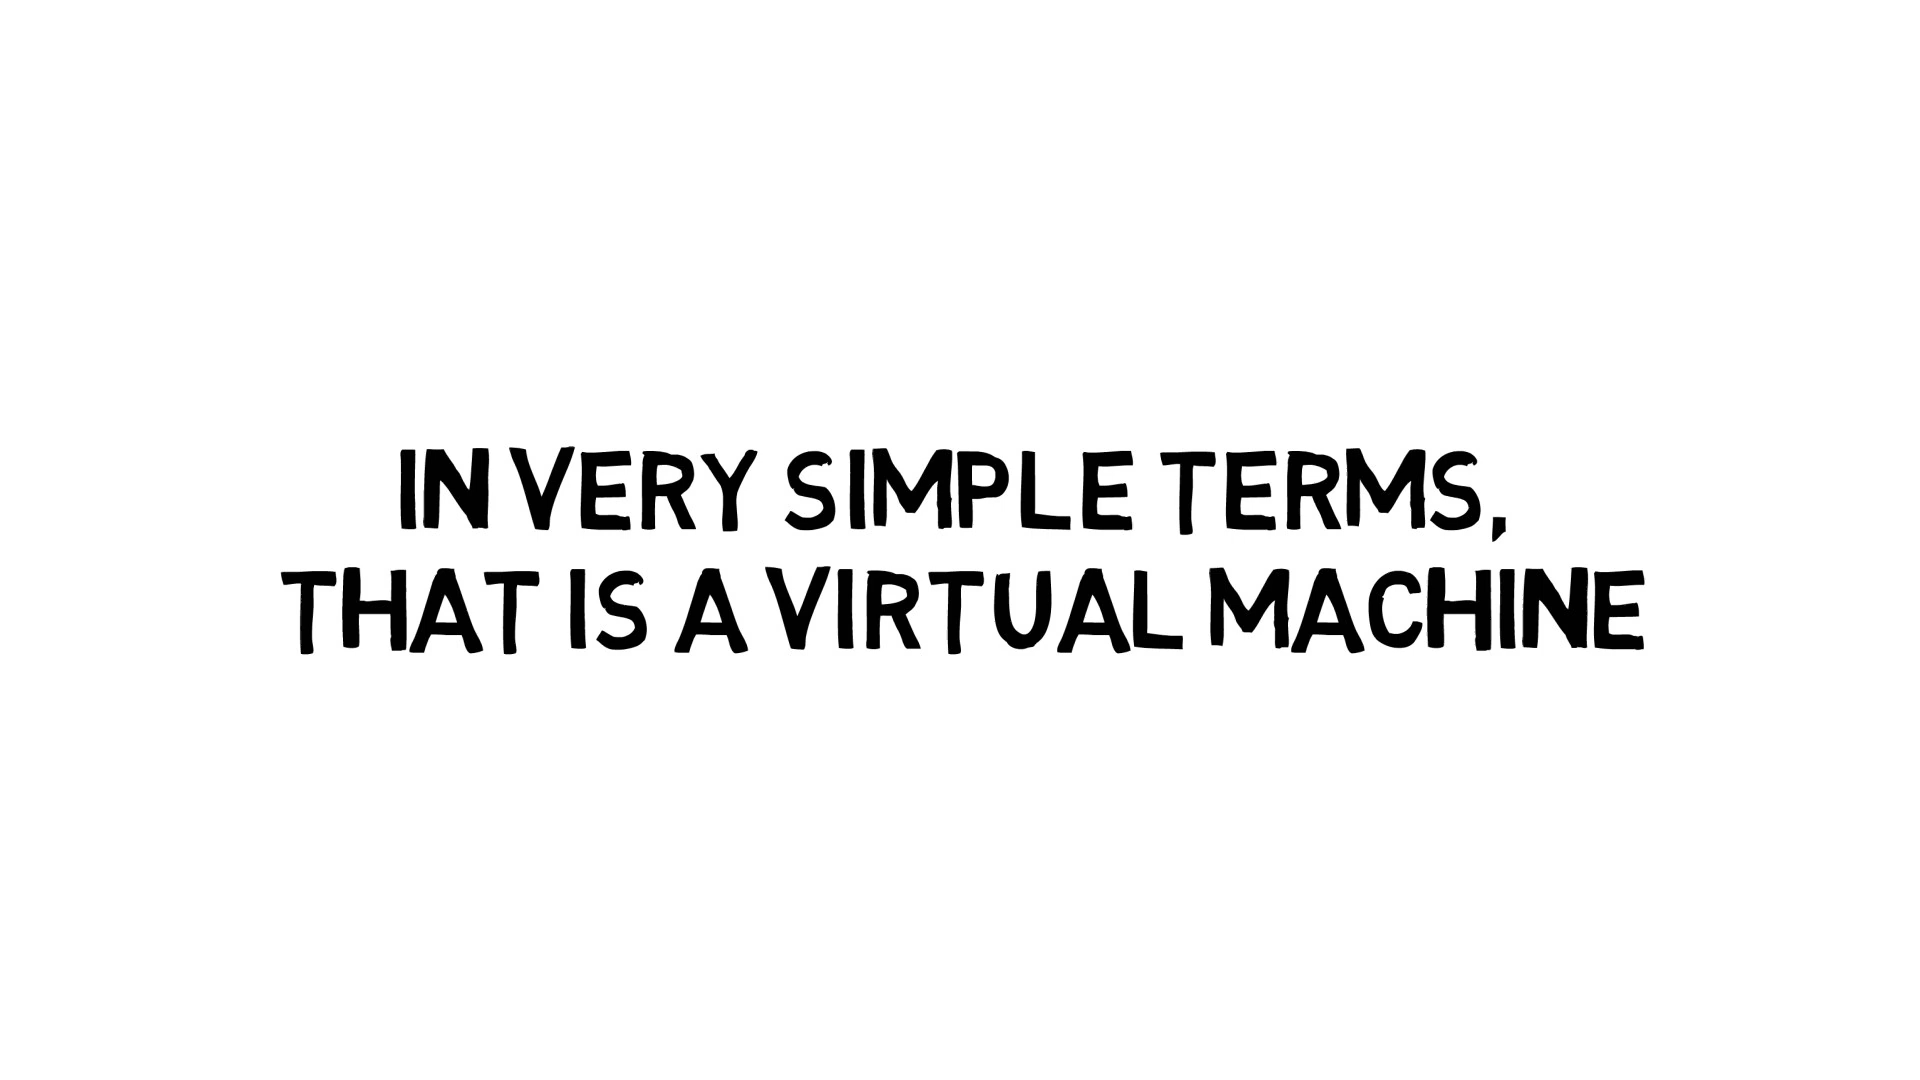 IN VERY SIMPLE TERMS,
THAT IS A VIRTUAL MACHINE